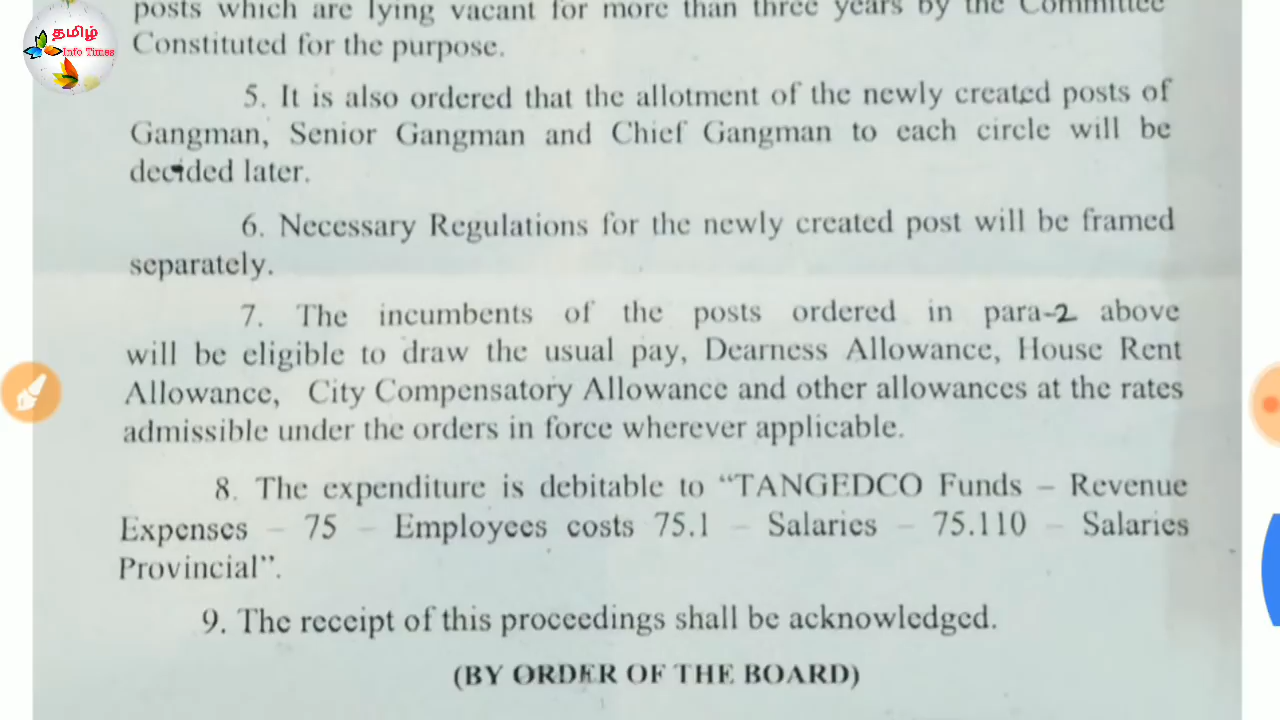 தமிழ்
Info Times
posts which are lying vacant for more than three years by the Committee
Constituted for the purpose.
5. It is also ordered that the allotment of the newly created posts of
Gangman, Senior Gangman and Chief Gangman to each circle will be
decided later.
6. Necessary Regulations for the newly created post will be framed
separately.
7. The incumbents of the posts ordered in para-2 above
will be eligible to draw the usual pay, Dearness Allowance, House Rent
Allowance, City Compensatory Allowance and other allowances at the rates
admissible under the orders in force wherever applicable.
8. The expenditure is debitable to “TANGEDCO Funds – Revenue
Expenses – 75 – Employees costs 75.1 – Salaries – 75.110 – Salaries
Provincial”.
9. The receipt of this proceedings shall be acknowledged.
(BY ORDER OF THE BOARD)